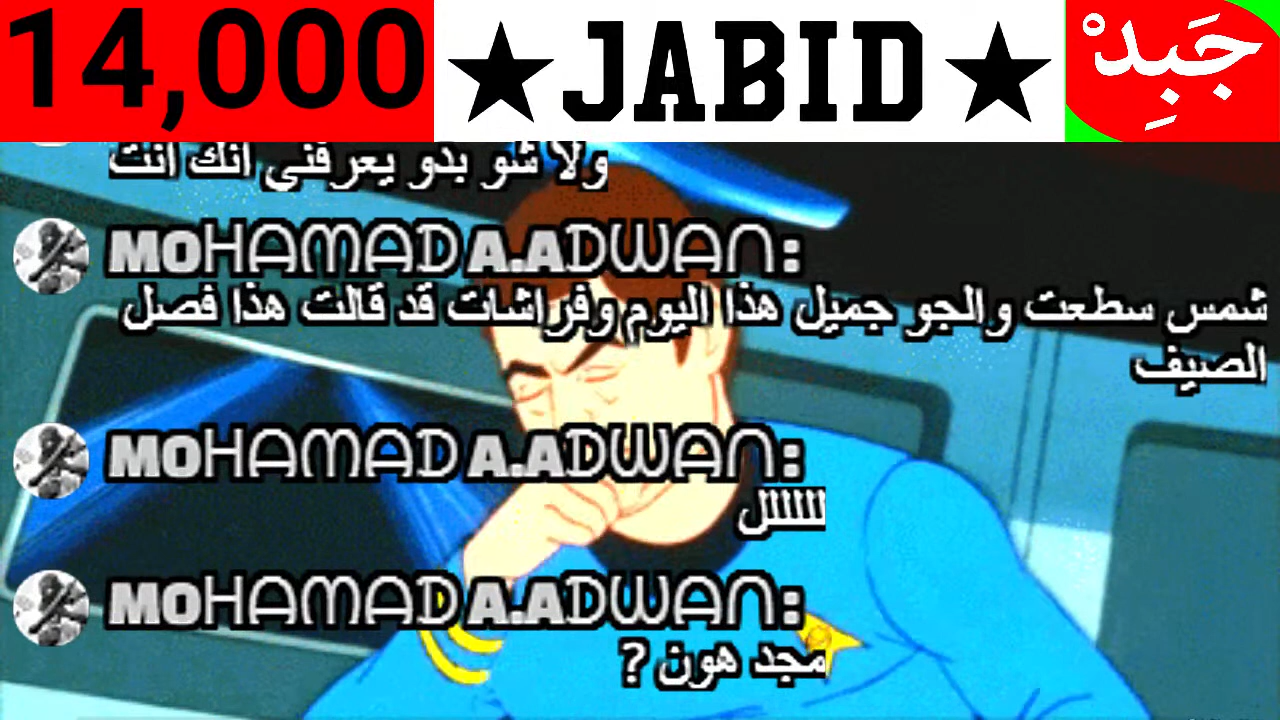 14,000 ★JABID★ جَبِدْ
ولا شو بدو يعرفني انك انت
MOHAMAD A.ADWAN:
شمس سطعت والجو جميل هذا اليوم وفراشات قد قالت هذا فصل
الصيف
MOHAMAD A.ADWAN:
لللللل
MOHAMAD A.ADWAN:
مجد هون ?